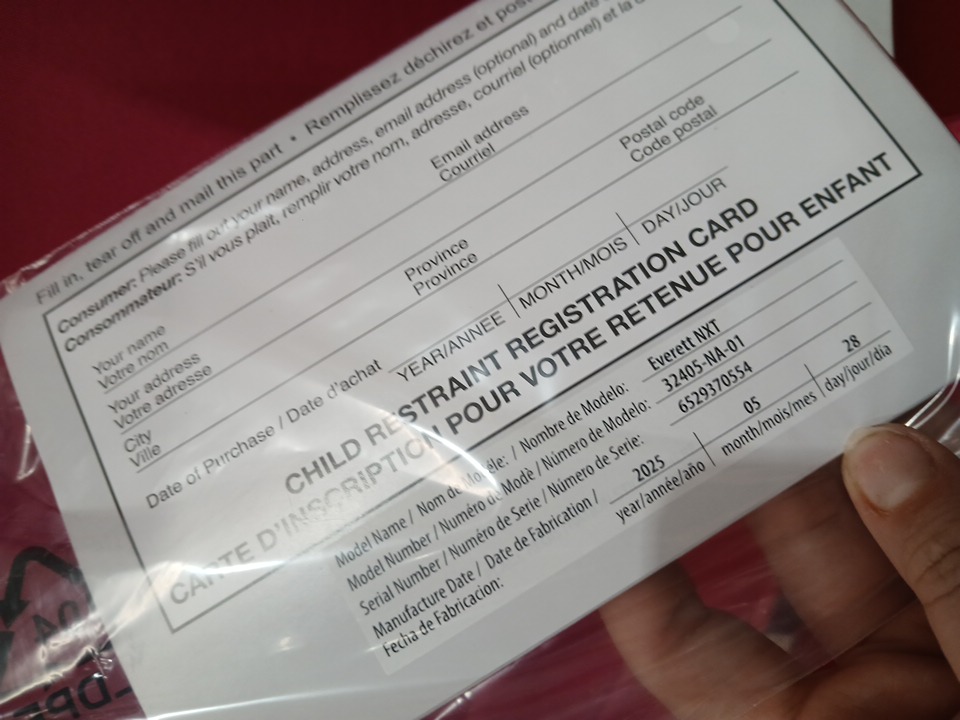 Fill in, tear off and mail this part • Remplissez déchirez et post
Consumer: Please fill out your name, address, email address (optional) and date
Consommateur: S'il vous plait, remplir votre nom, adresse, courriel (optionnel) et la d
Your name
Votre nom
Email address
Courriel
Your address
Votre adresse
City
Ville
Province
Province
Postal code
Code postal
Date of Purchase / Date d'achat
YEAR/ANNEE
MONTH/MOIS
DAY/JOUR
CHILD RESTRAINT REGISTRATION CARD
CARTE D'INSCRIPTION POUR VOTRE RETENUE POUR ENFANT
Model Name / Nom de Modèle: / Nombre de Modelo: Everett NXT
Model Number / Numéro de Modè / Número de Modelo: 32405-NA-01
Serial Number / Numéro de Serie / Número de Serie: 6529370554
Manufacture Date / Date de Fabrication / 2025 05 28
Fecha de Fabricacion: year/année/año month/mois/mes day/jour/dia